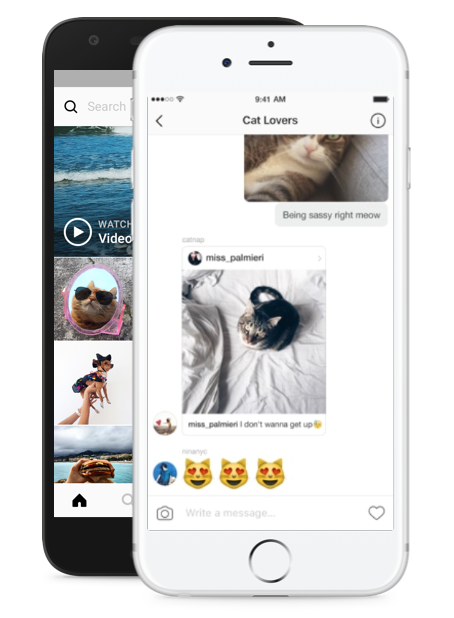 Search
WATCH
Video
9:41 AM
Cat Lovers
Being sassy right meow
catnap
miss_palmieri
miss_palmieri I don't wanna get up
ninanyc
Write a message...